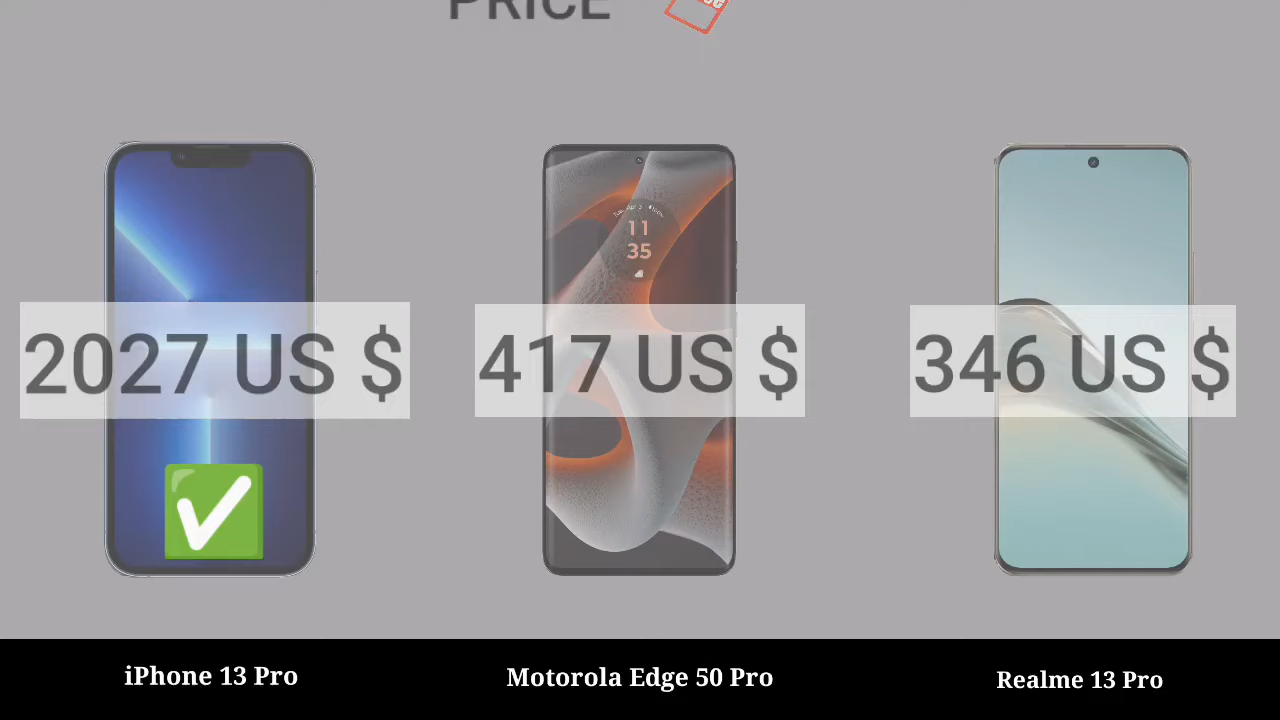 PRICE
11
35
2027 US $
417 US $
346 US $
iPhone 13 Pro
Motorola Edge 50 Pro
Realme 13 Pro